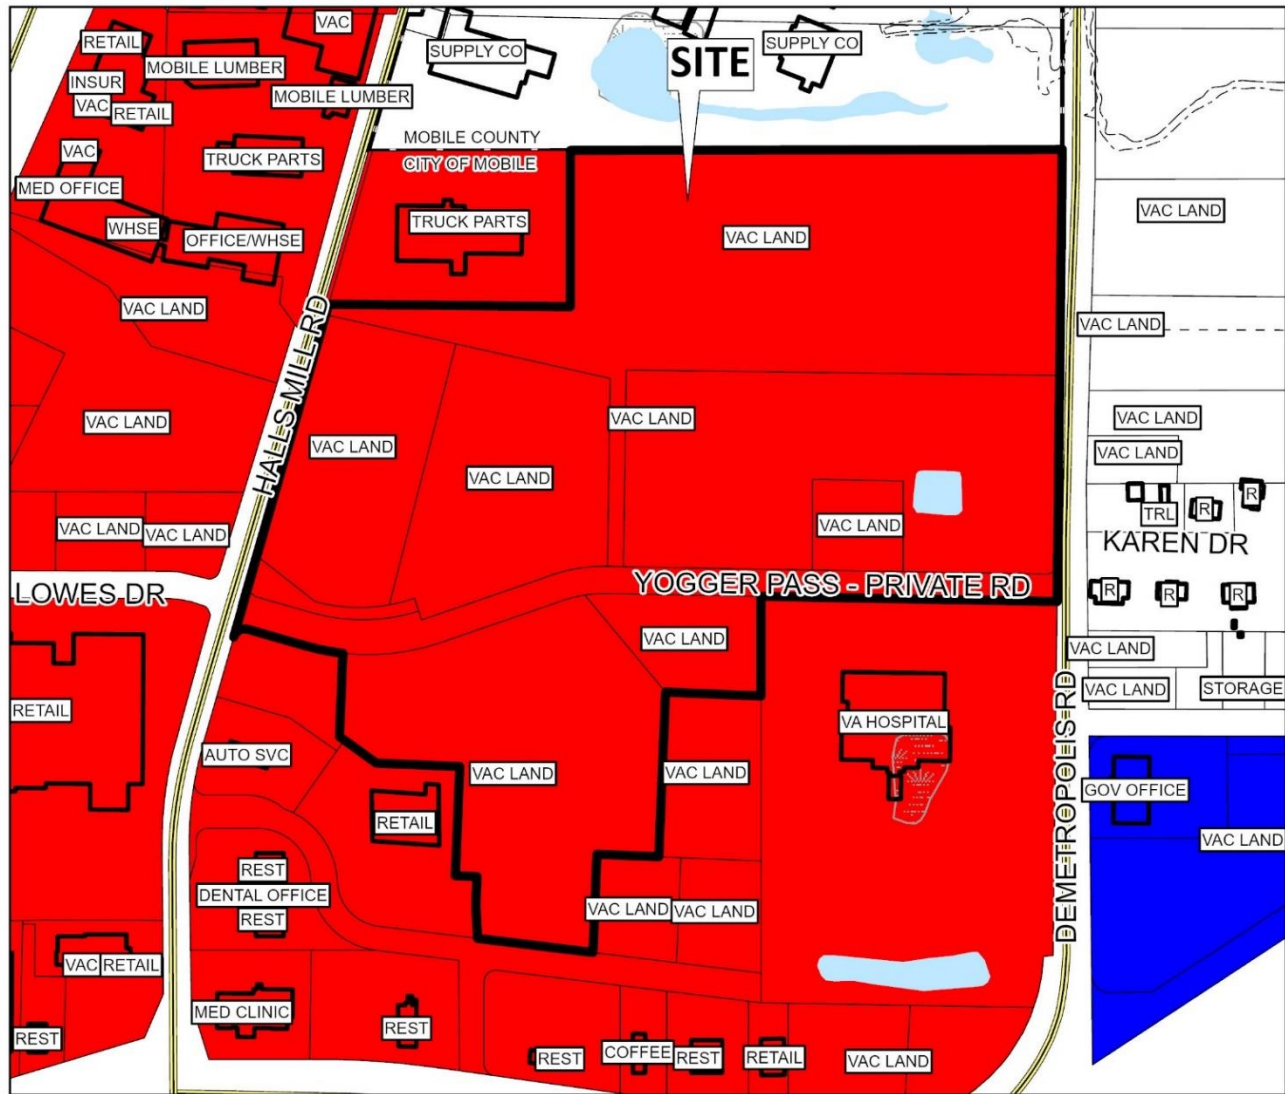 VAC
RETAIL
SUPPLY CO
SUPPLY CO
SITE
MOBILE LUMBER
INSUR
MOBILE LUMBER
VAC
RETAIL
MOBILE COUNTY
CITY OF MOBILE
VAC
TRUCK PARTS
MED OFFICE
VAC LAND
TRUCK PARTS
WHSE
OFFICE/WHSE
VAC LAND
VAC LAND
VAC LAND
HALLS MILL RD
VAC LAND
VAC LAND
VAC LAND
VAC LAND
VAC LAND
VAC LAND
VAC LAND
R
R
TRL
VAC LAND
VAC LAND
VAC LAND
KAREN DR
YOGGER PASS - PRIVATE RD
LOWES DR
R
R
R
VAC LAND
VAC LAND
VAC LAND
STORAGE
RETAIL
VA HOSPITAL
DEMETROPOLIS RD
AUTO SVC
VAC LAND
VAC LAND
GOV OFFICE
RETAIL
VAC LAND
REST
DENTAL OFFICE
REST
VAC LAND
VAC LAND
VAC
RETAIL
MED CLINIC
REST
REST
REST
COFFEE
REST
RETAIL
VAC LAND